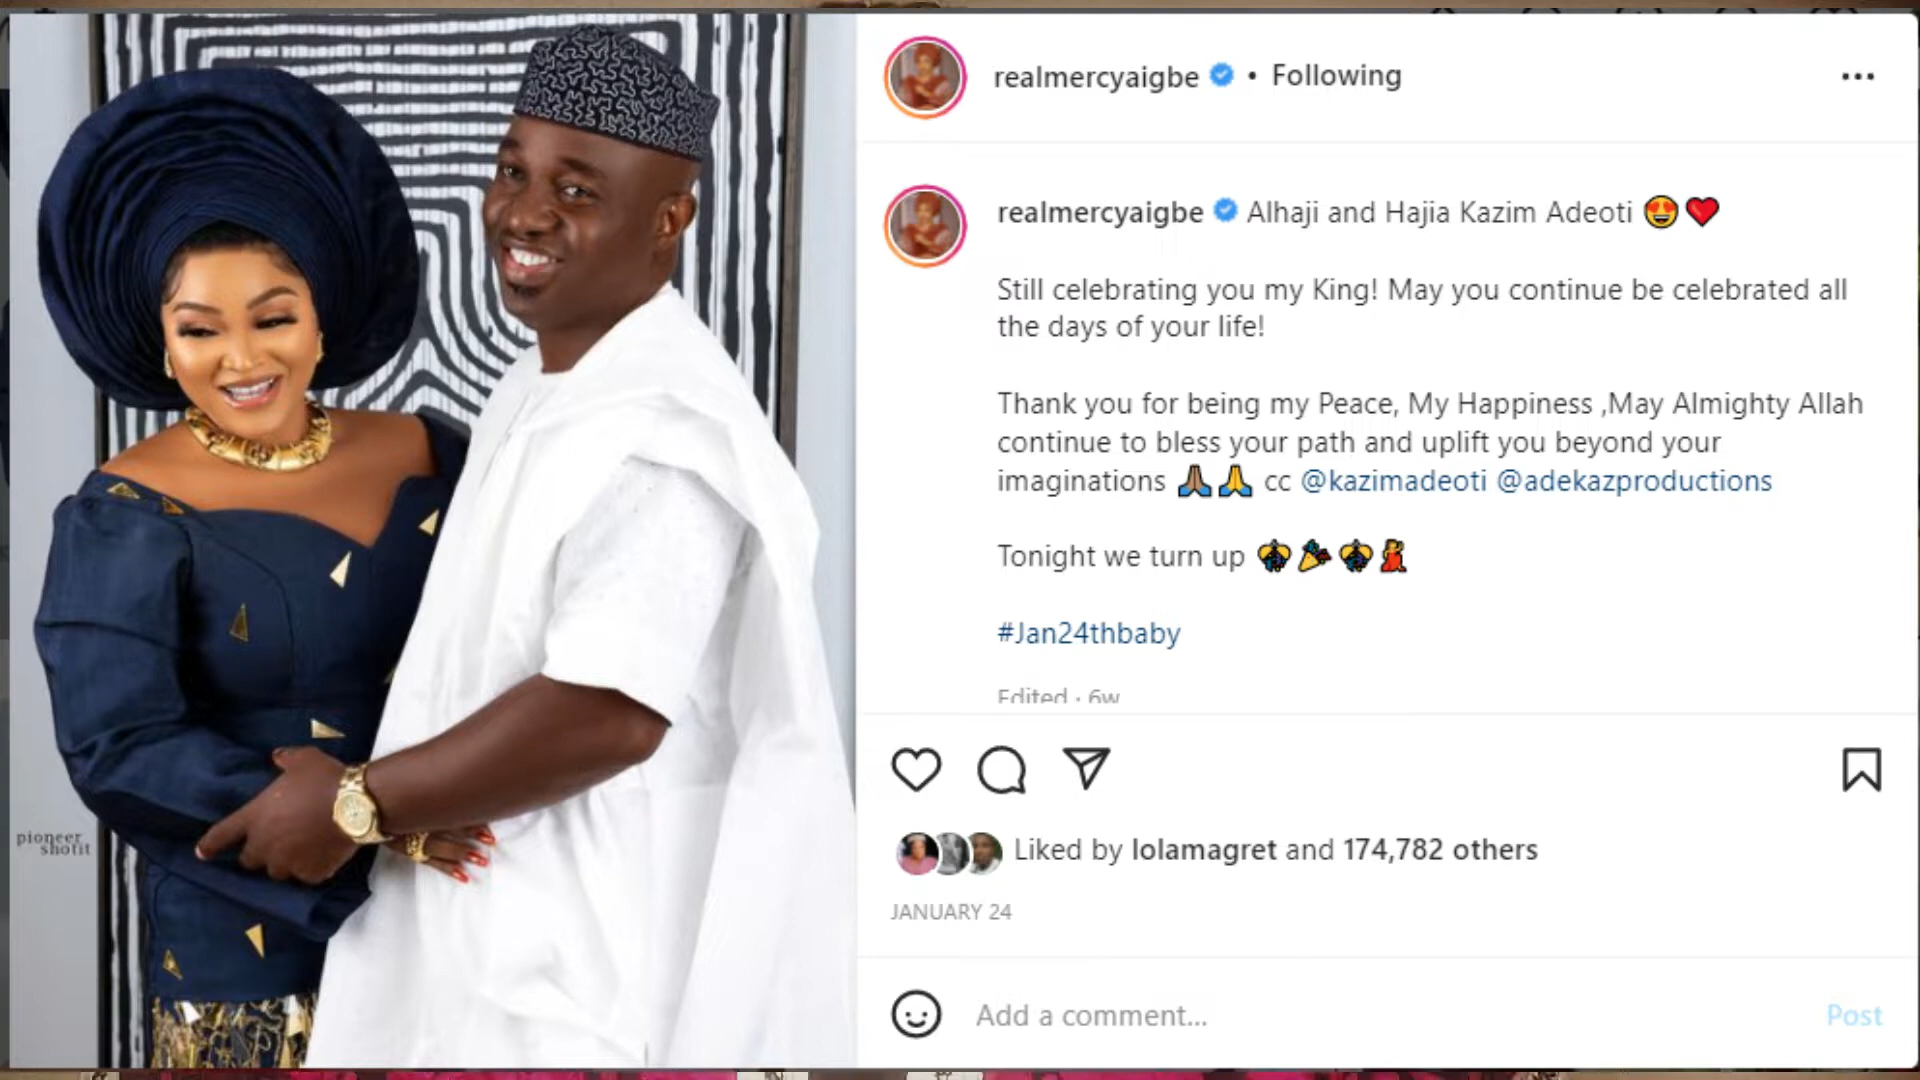 realmercyaigbe • Following
realmercyaigbe Alhaji and Hajia Kazim Adeoti 😍❤️
Still celebrating you my King! May you continue be celebrated all
the days of your life!
Thank you for being my Peace, My Happiness ,May Almighty Allah
continue to bless your path and uplift you beyond your
imaginations 🙏🏽🙏 cc @kazimadeoti @adekazproductions
Tonight we turn up 🎉💃
#Jan24thbaby
Edited · 6w
Liked by lolamagret and 174,782 others
JANUARY 24
Add a comment...
Post
pioneer
shotit